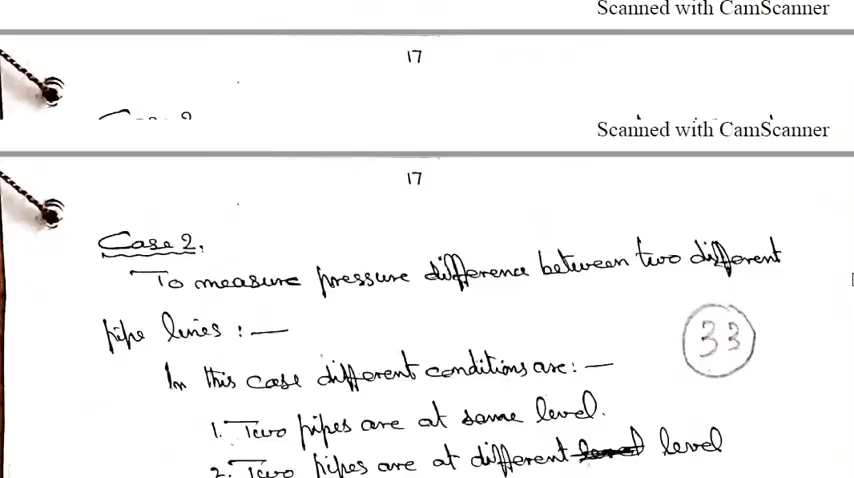 Scanned with CamScanner
17
Scanned with CamScanner
17
Case 2.
To measure pressure difference between two different
pipe lines : —
33
In this case different conditions are: —
1. Two pipes are at same level.
2. Two pipes are at different level level